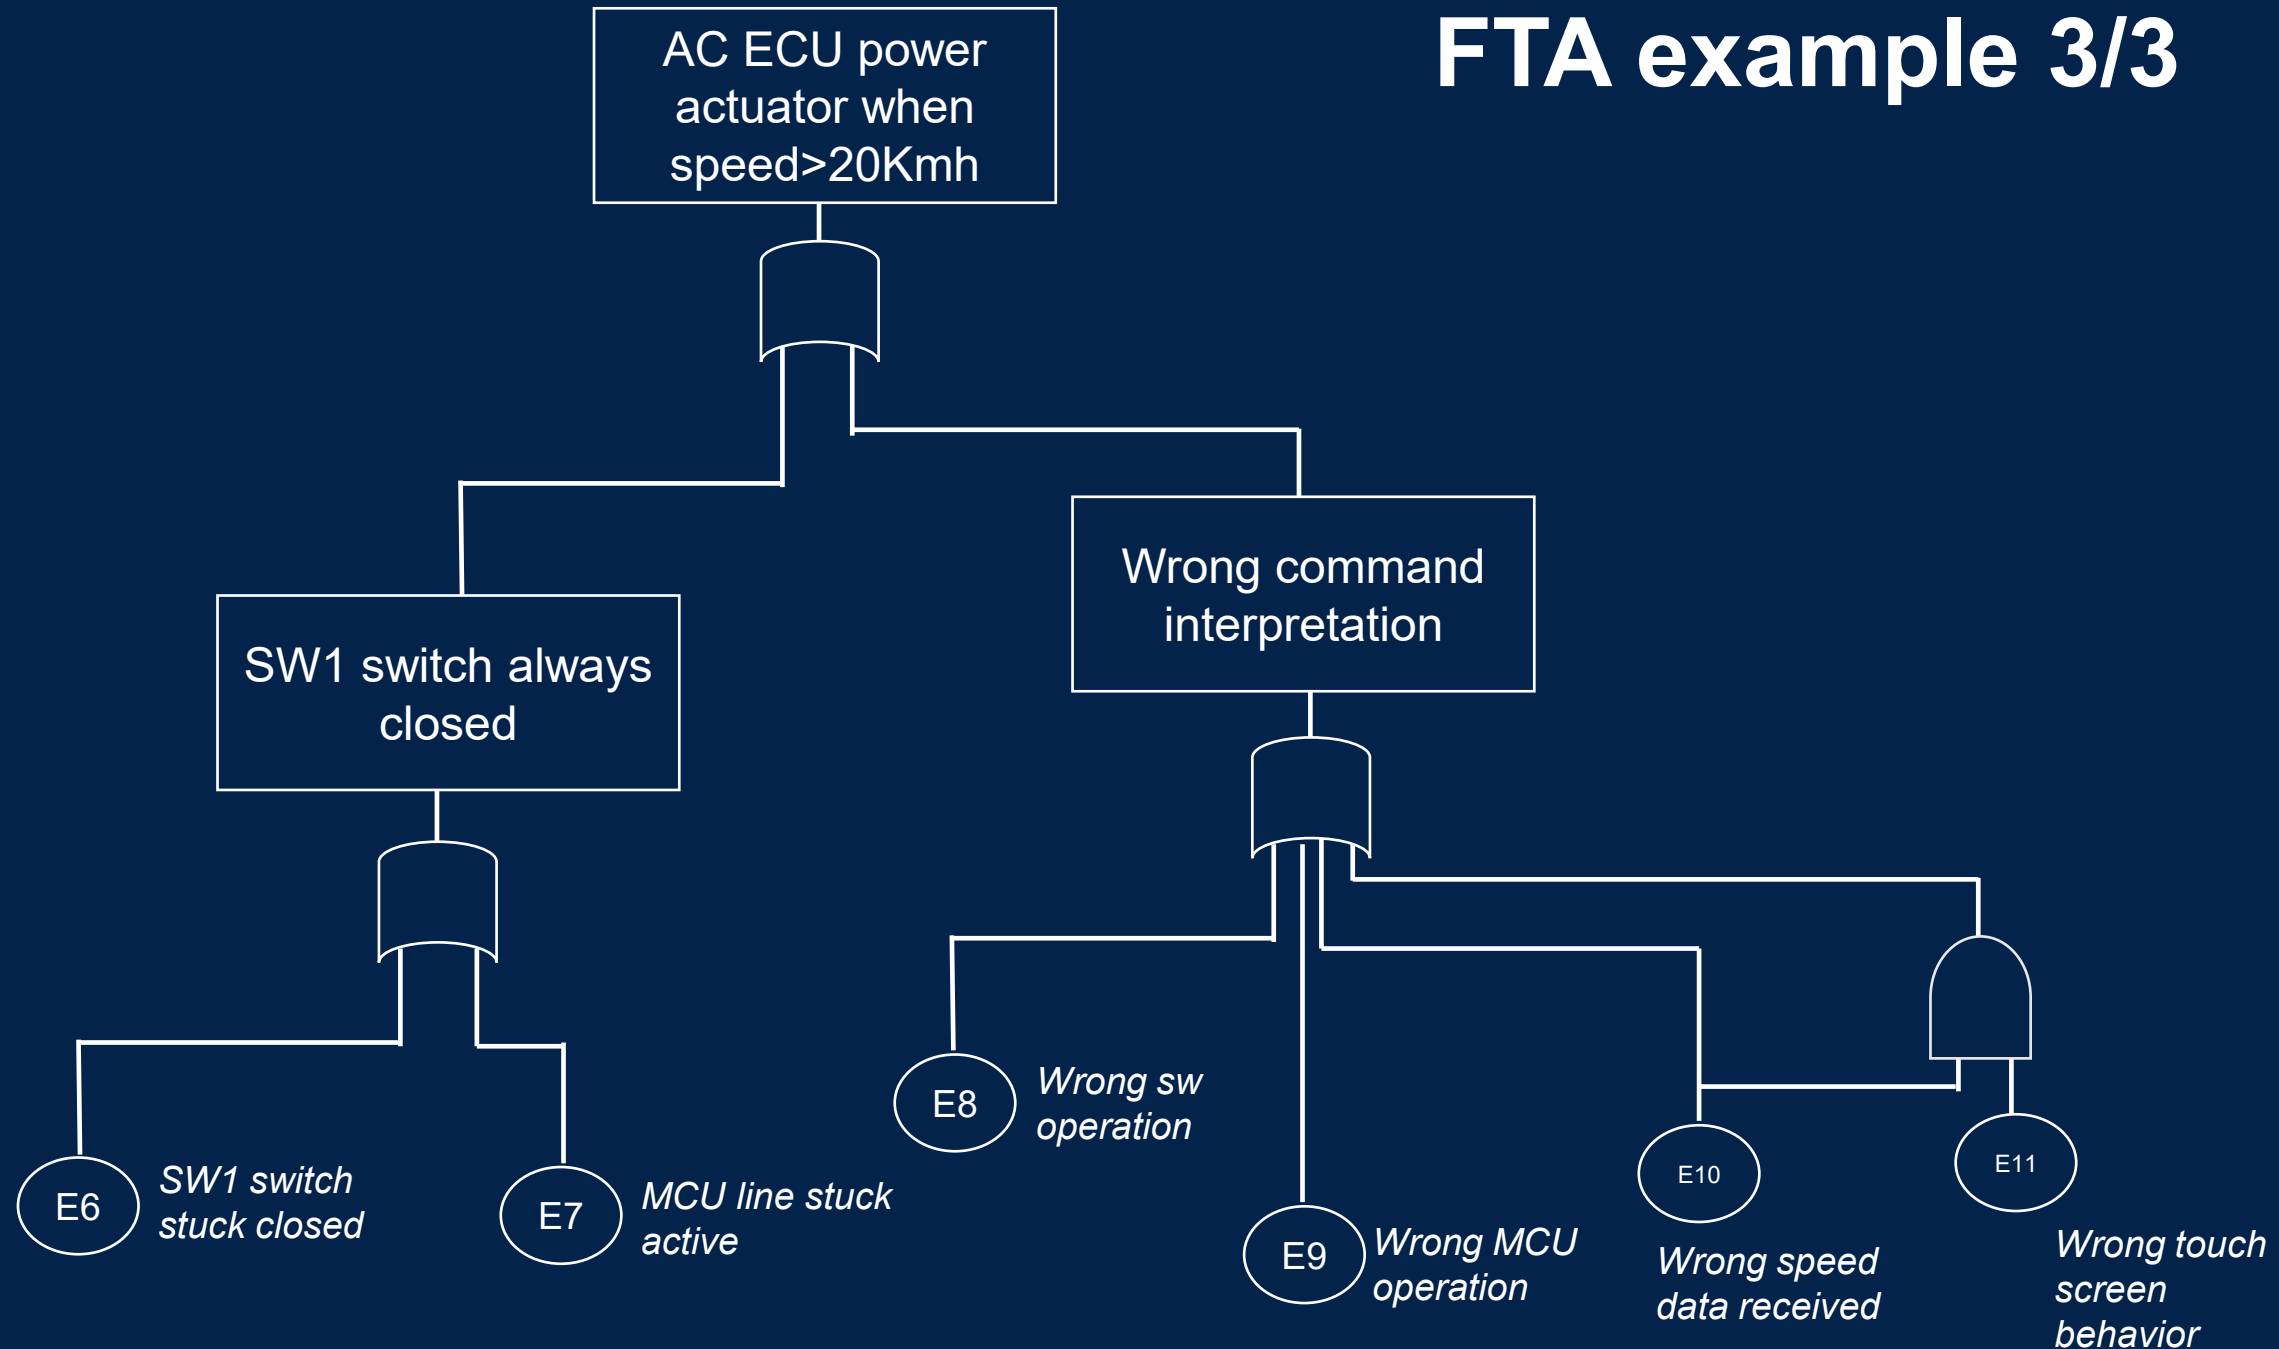 FTA example 3/3
AC ECU power
actuator when
speed>20Kmh
Wrong command
interpretation
SW1 switch always
closed
E8
Wrong sw
operation
E6
SW1 switch
stuck closed
E7
MCU line stuck
active
E9
Wrong MCU
operation
E10
Wrong speed
data received
E11
Wrong touch
screen
behavior